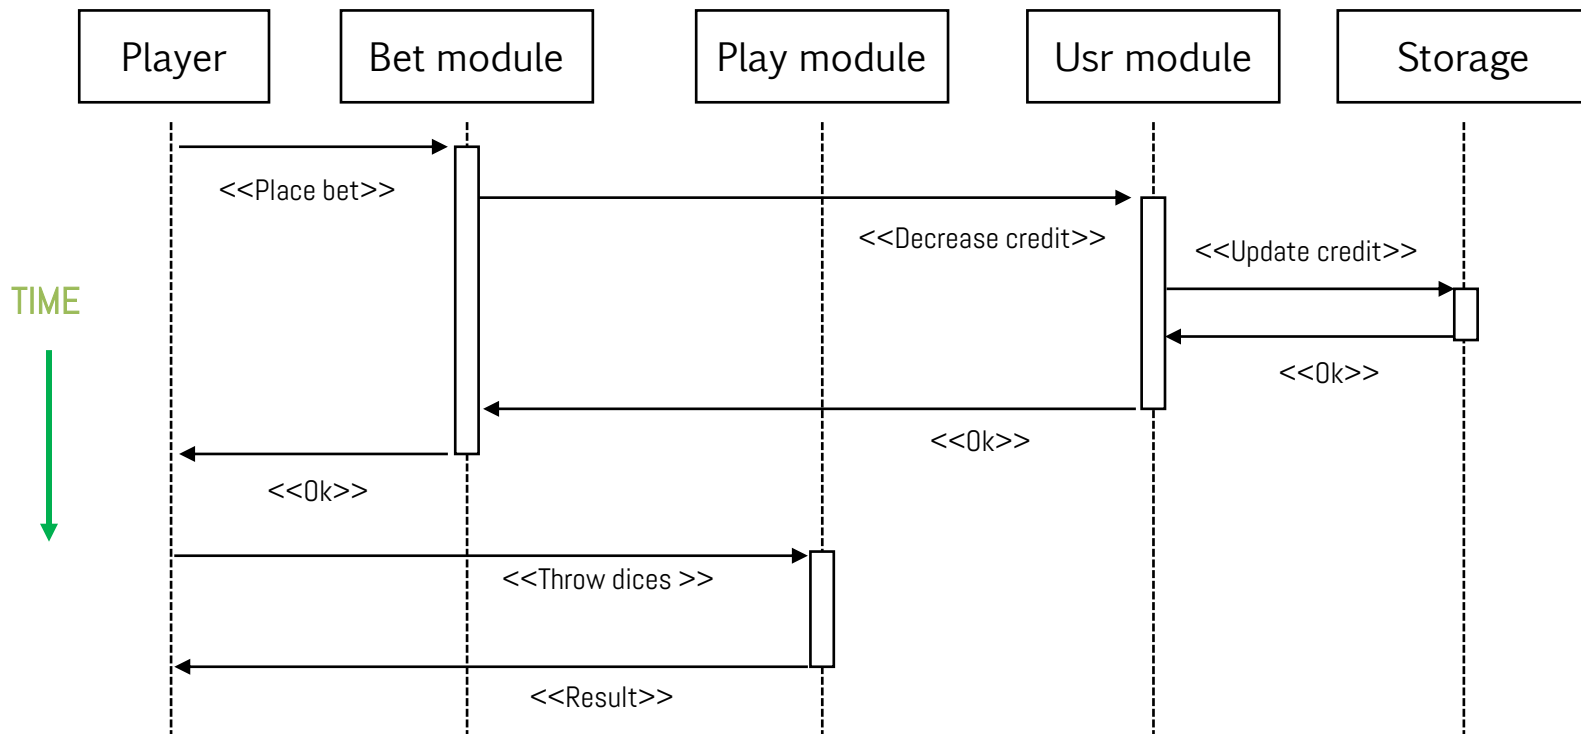 Player
Bet module
Play module
Usr module
Storage
<<Place bet>>
<<Decrease credit>>
<<Update credit>>
TIME
<<Ok>>
<<Ok>>
<<Ok>>
<<Throw dices >>
<<Result>>